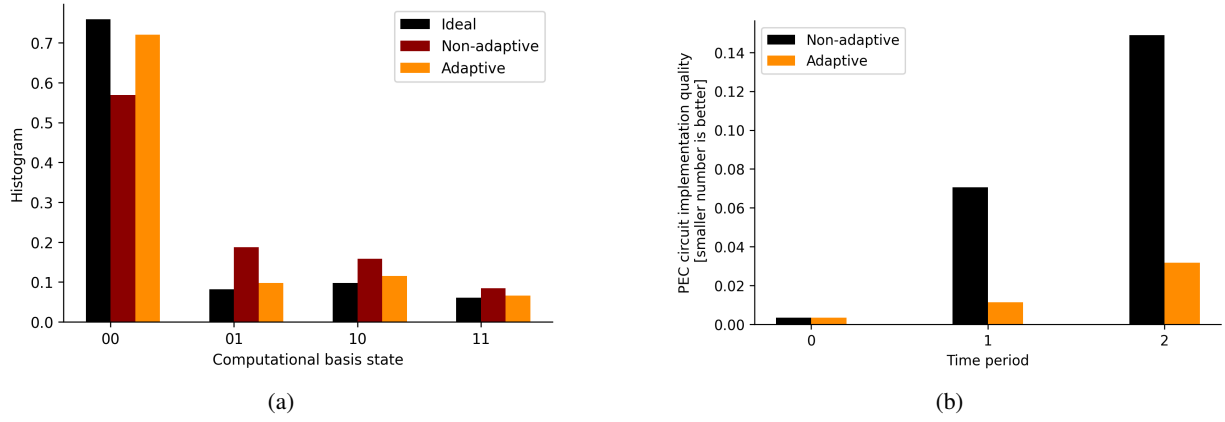 0.7
0.6
0.5
0.4
0.3
0.2
0.1
0.0
Histogram
Ideal
Non-adaptive
Adaptive
00
01
10
11
Computational basis state
(a)
0.14
0.12
0.10
0.08
0.06
0.04
0.02
0.00
PEC circuit implementation quality
[smaller number is better]
Non-adaptive
Adaptive
0
1
2
Time period
(b)